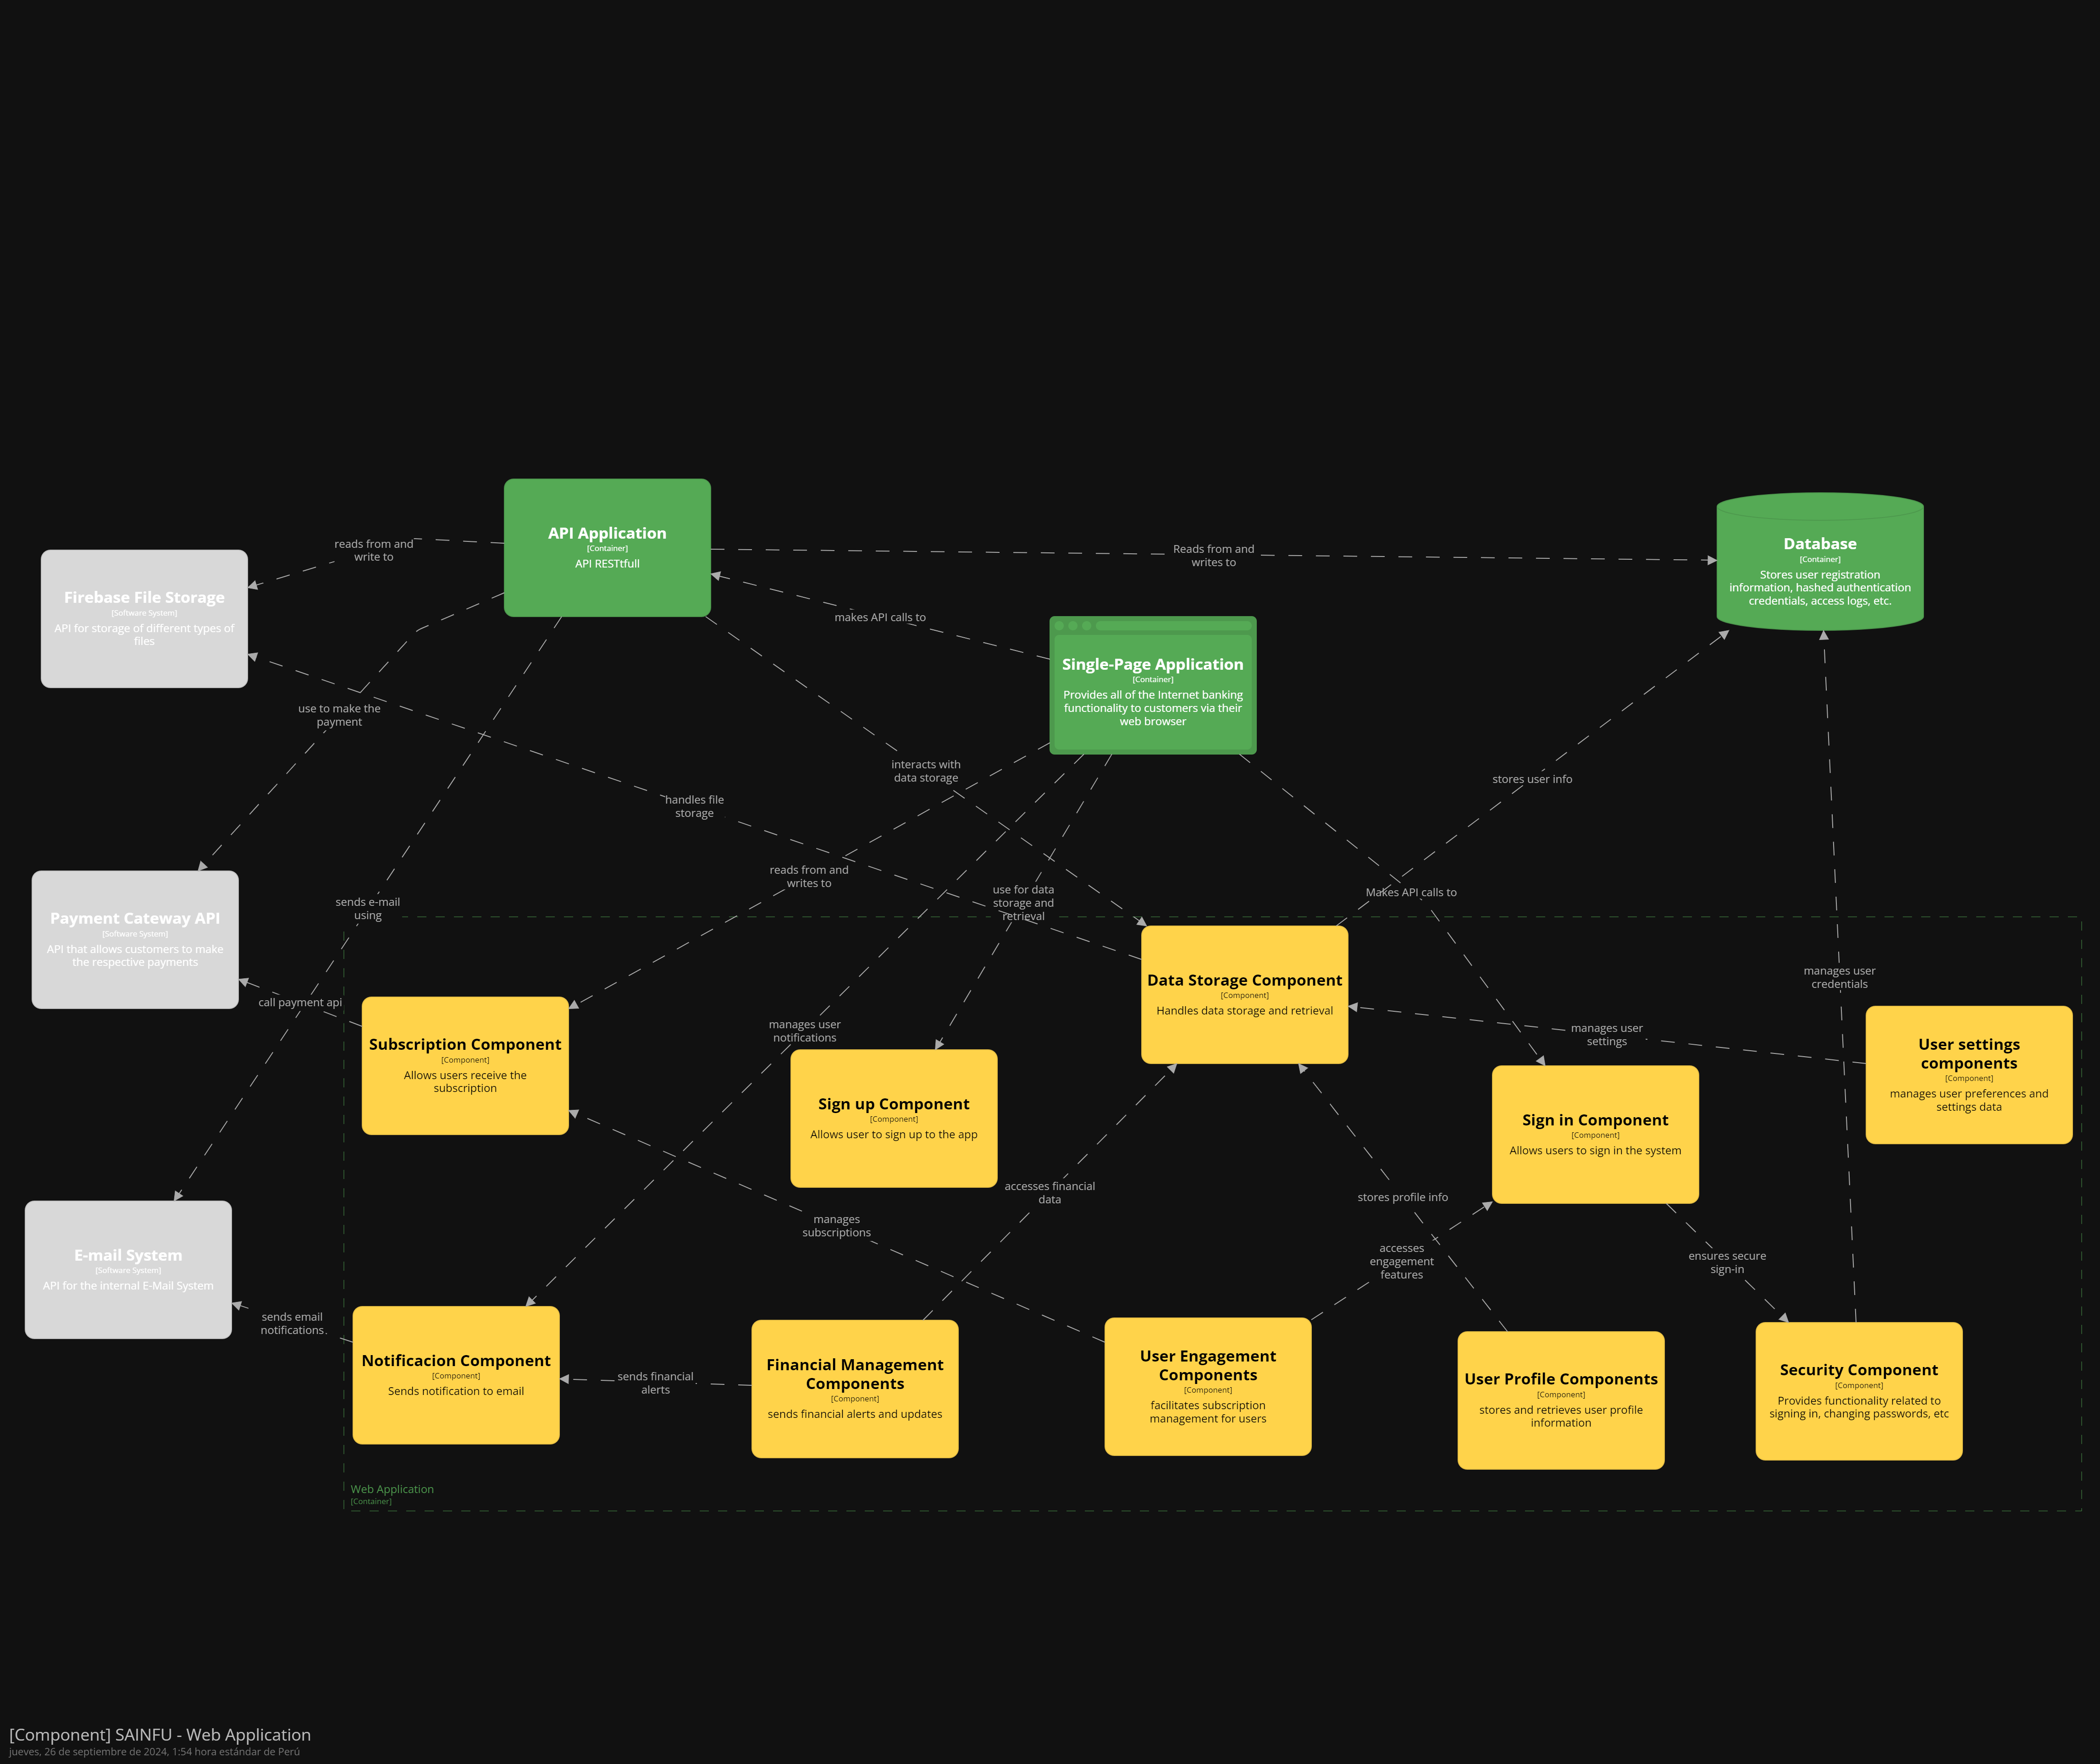 API Application
[Container]
API RESTtfull
Database
[Container]
Stores user registration
information, hashed authentication
credentials, access logs, etc.
reads from and
write to
Reads from and
writes to
Firebase File Storage
[Software System]
API for storage of different types of
files
makes API calls to
Single-Page Application
[Container]
Provides all of the Internet banking
functionality to customers via their
web browser
use to make the
payment
interacts with
data storage
stores user info
handles file
storage
reads from and
writes to
use for data
storage and
retrieval
Makes API calls to
sends e-mail
using
Payment Cateway API
[Software System]
API that allows customers to make
the respective payments
call payment api
manages user
credentials
Data Storage Component
[Component]
Handles data storage and retrieval
manages user
notifications
manages user
settings
Subscription Component
[Component]
Allows users receive the
subscription
User settings
components
[Component]
manages user preferences and
settings data
Sign up Component
[Component]
Allows user to sign up to the app
Sign in Component
[Component]
Allows users to sign in the system
accesses financial
data
stores profile info
manages
subscriptions
accesses
engagement
features
ensures secure
sign-in
E-mail System
[Software System]
API for the internal E-Mail System
sends email
notifications.
Notificacion Component
[Component]
Sends notification to email
sends financial
alerts
Financial Management
Components
[Component]
sends financial alerts and updates
User Engagement
Components
[Component]
facilitates subscription
management for users
User Profile Components
[Component]
stores and retrieves user profile
information
Security Component
[Component]
Provides functionality related to
signing in, changing passwords, etc
Web Application
[Container]
[Component] SAINFU - Web Application
jueves, 26 de septiembre de 2024, 1:54 hora estándar de Perú